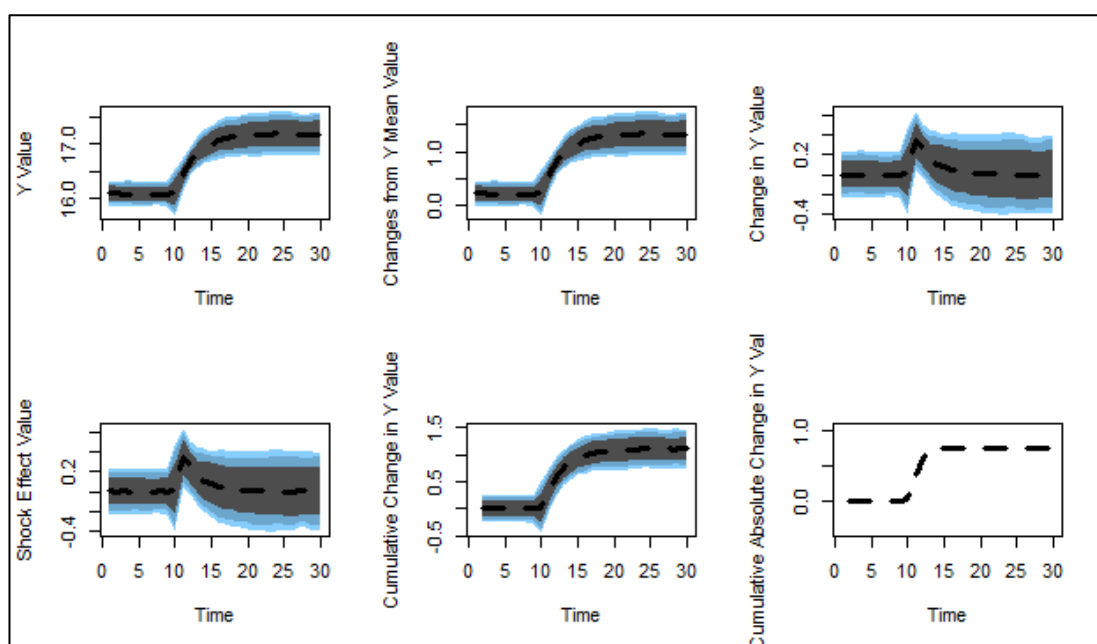 Y Value
16.0 17.0
0 5 10 15 20 25 30
Time
Changes from Y Mean Value
0.0 1.0
0 5 10 15 20 25 30
Time
Change in Y Value
-0.4 0.2
0 5 10 15 20 25 30
Time
Shock Effect Value
-0.4 0.2
0 5 10 15 20 25 30
Time
Cumulative Change in Y Value
-0.5 0.5 1.5
0 5 10 15 20 25 30
Time
Cumulative Absolute Change in Y Val
0.0 1.0
0 5 10 15 20 25 30
Time